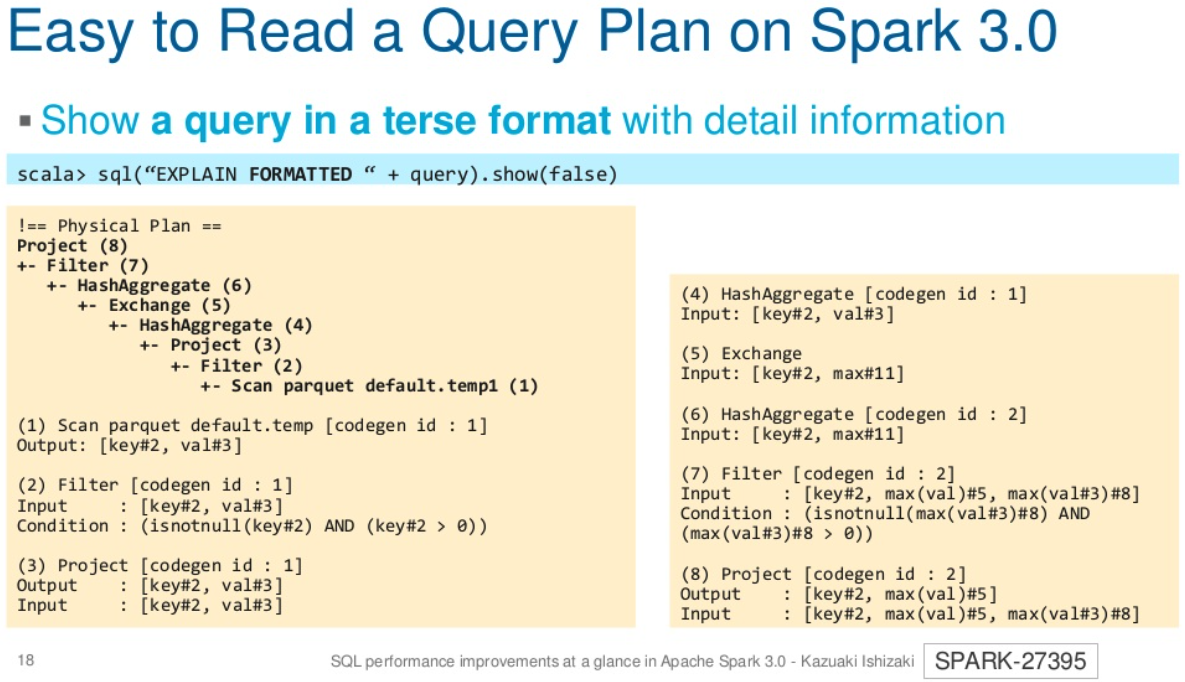 Easy to Read a Query Plan on Spark 3.0
▪ Show a query in a terse format with detail information
scala> sql(“EXPLAIN FORMATTED “ + query).show(false)
!== Physical Plan ==
Project (8)
+- Filter (7)
   +- HashAggregate (6)
      +- Exchange (5)
         +- HashAggregate (4)
            +- Project (3)
               +- Filter (2)
                  +- Scan parquet default.temp1 (1)

(1) Scan parquet default.temp [codegen id : 1]
Output: [key#2, val#3]

(2) Filter [codegen id : 1]
Input     : [key#2, val#3]
Condition : (isnotnull(key#2) AND (key#2 > 0))

(3) Project [codegen id : 1]
Output    : [key#2, val#3]
Input     : [key#2, val#3]

(4) HashAggregate [codegen id : 1]
Input: [key#2, val#3]

(5) Exchange
Input: [key#2, max#11]

(6) HashAggregate [codegen id : 2]
Input: [key#2, max#11]

(7) Filter [codegen id : 2]
Input     : [key#2, max(val)#5, max(val#3)#8]
Condition : (isnotnull(max(val#3)#8) AND
(max(val#3)#8 > 0))

(8) Project [codegen id : 2]
Output    : [key#2, max(val)#5]
Input     : [key#2, max(val)#5, max(val#3)#8]
18
SQL performance improvements at a glance in Apache Spark 3.0 - Kazuaki Ishizaki
SPARK-27395